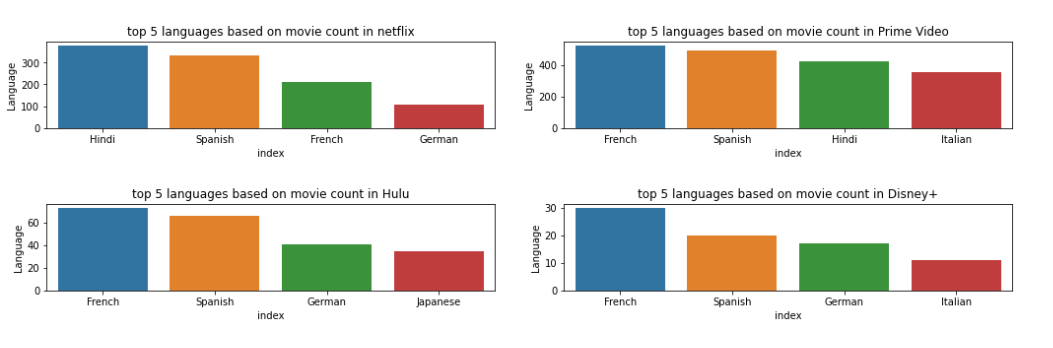 top 5 languages based on movie count in netflix
Language
300
200
100
0
Hindi Spanish French German
index
top 5 languages based on movie count in Prime Video
Language
400
200
0
French Spanish Hindi Italian
index
top 5 languages based on movie count in Hulu
Language
60
40
20
0
French Spanish German Japanese
index
top 5 languages based on movie count in Disney+
Language
30
20
10
0
French Spanish German Italian
index